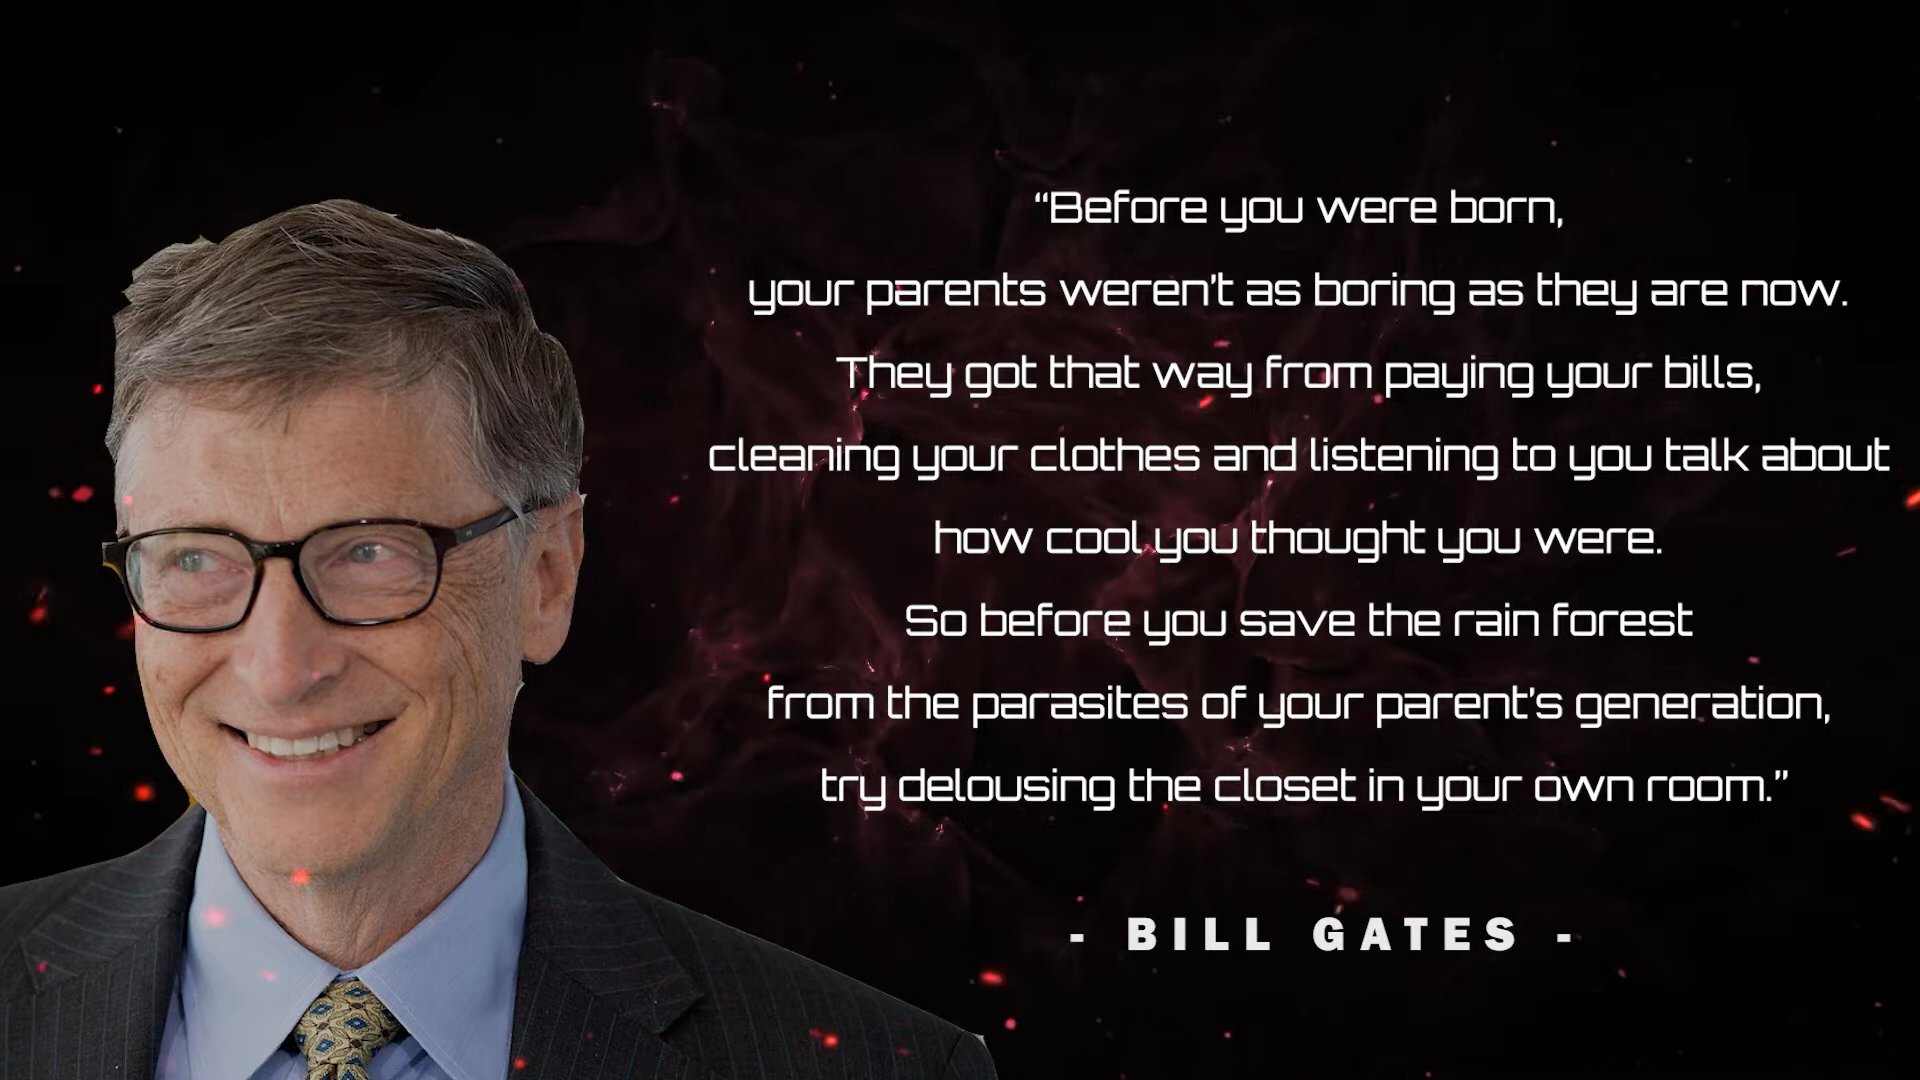 “Before you were born,
your parents weren’t as boring as they are now.
They got that way from paying your bills,
cleaning your clothes and listening to you talk about
how cool you thought you were.
So before you save the rain forest
from the parasites of your parent’s generation,
try delousing the closet in your own room.”
- BILL GATES -